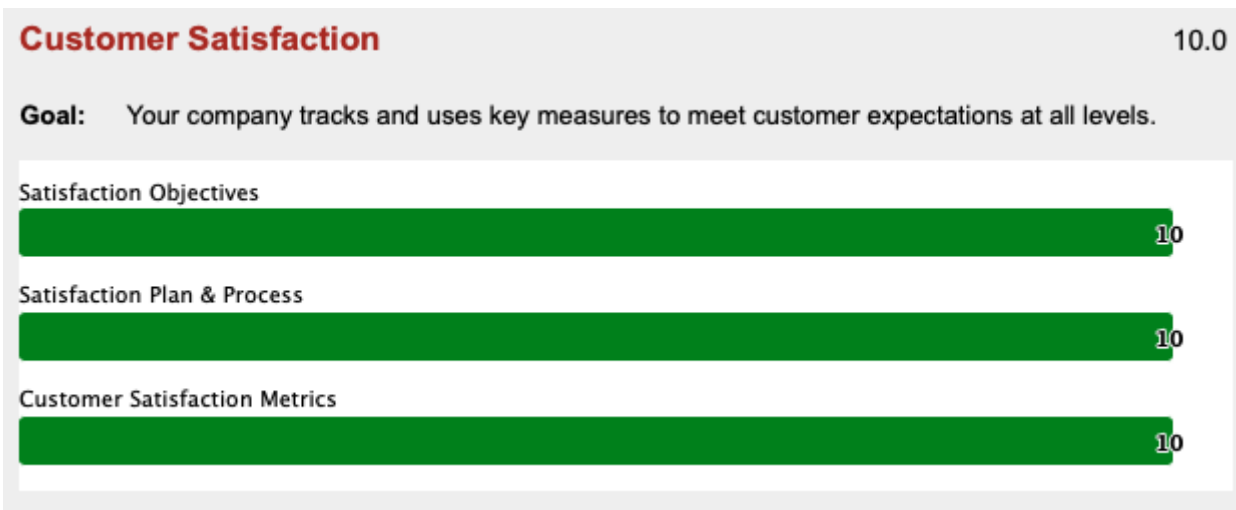 Customer Satisfaction 10.0
Goal: Your company tracks and uses key measures to meet customer expectations at all levels.
Satisfaction Objectives
10
Satisfaction Plan & Process
10
Customer Satisfaction Metrics
10